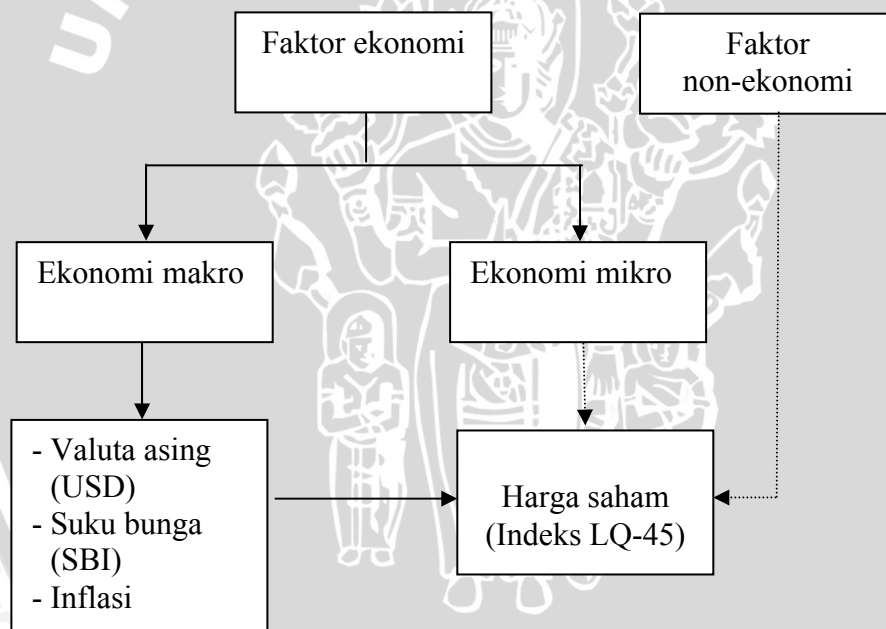 Faktor ekonomi
Faktor
non-ekonomi
Ekonomi makro
Ekonomi mikro
- Valuta asing
(USD)
- Suku bunga
(SBI)
- Inflasi
Harga saham
(Indeks LQ-45)